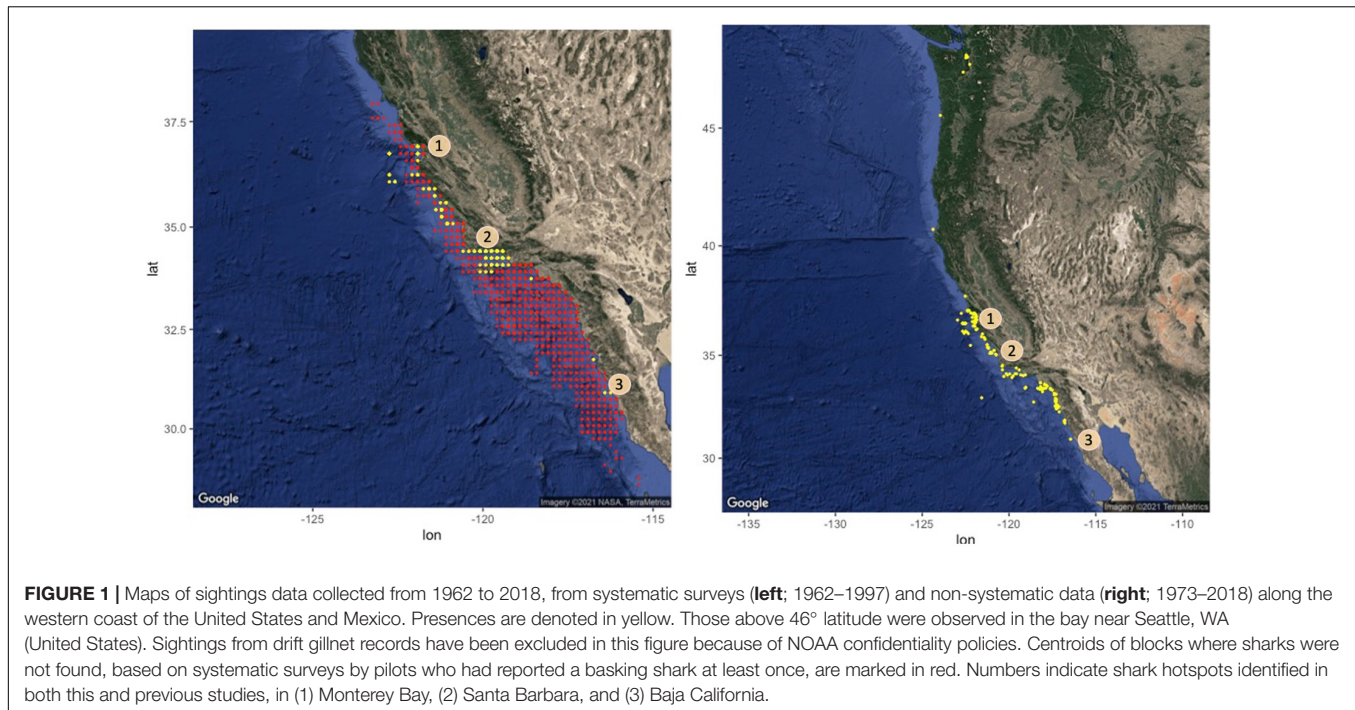 37.5
35.0
32.5
30.0
lat
1
2
3
Google
Imagery ©2021 NASA, TerraMetrics
-125
-120
-115
lon
45
40
35
30
lat
1
2
3
Google
Imagery ©2021 TerraMetrics
-135
-130
-125
-120
-115
-110
lon
FIGURE 1 | Maps of sightings data collected from 1962 to 2018, from systematic surveys (left; 1962–1997) and non-systematic data (right; 1973–2018) along the
western coast of the United States and Mexico. Presences are denoted in yellow. Those above 46° latitude were observed in the bay near Seattle, WA
(United States). Sightings from drift gillnet records have been excluded in this figure because of NOAA confidentiality policies. Centroids of blocks where sharks were
not found, based on systematic surveys by pilots who had reported a basking shark at least once, are marked in red. Numbers indicate shark hotspots identified in
both this and previous studies, in (1) Monterey Bay, (2) Santa Barbara, and (3) Baja California.